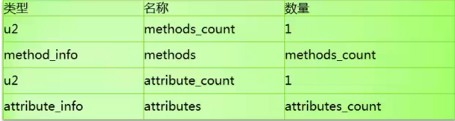 类型 名称 数量
u2 methods_count 1
method_info methods methods_count
u2 attribute_count 1
attribute_info attributes attributes_count